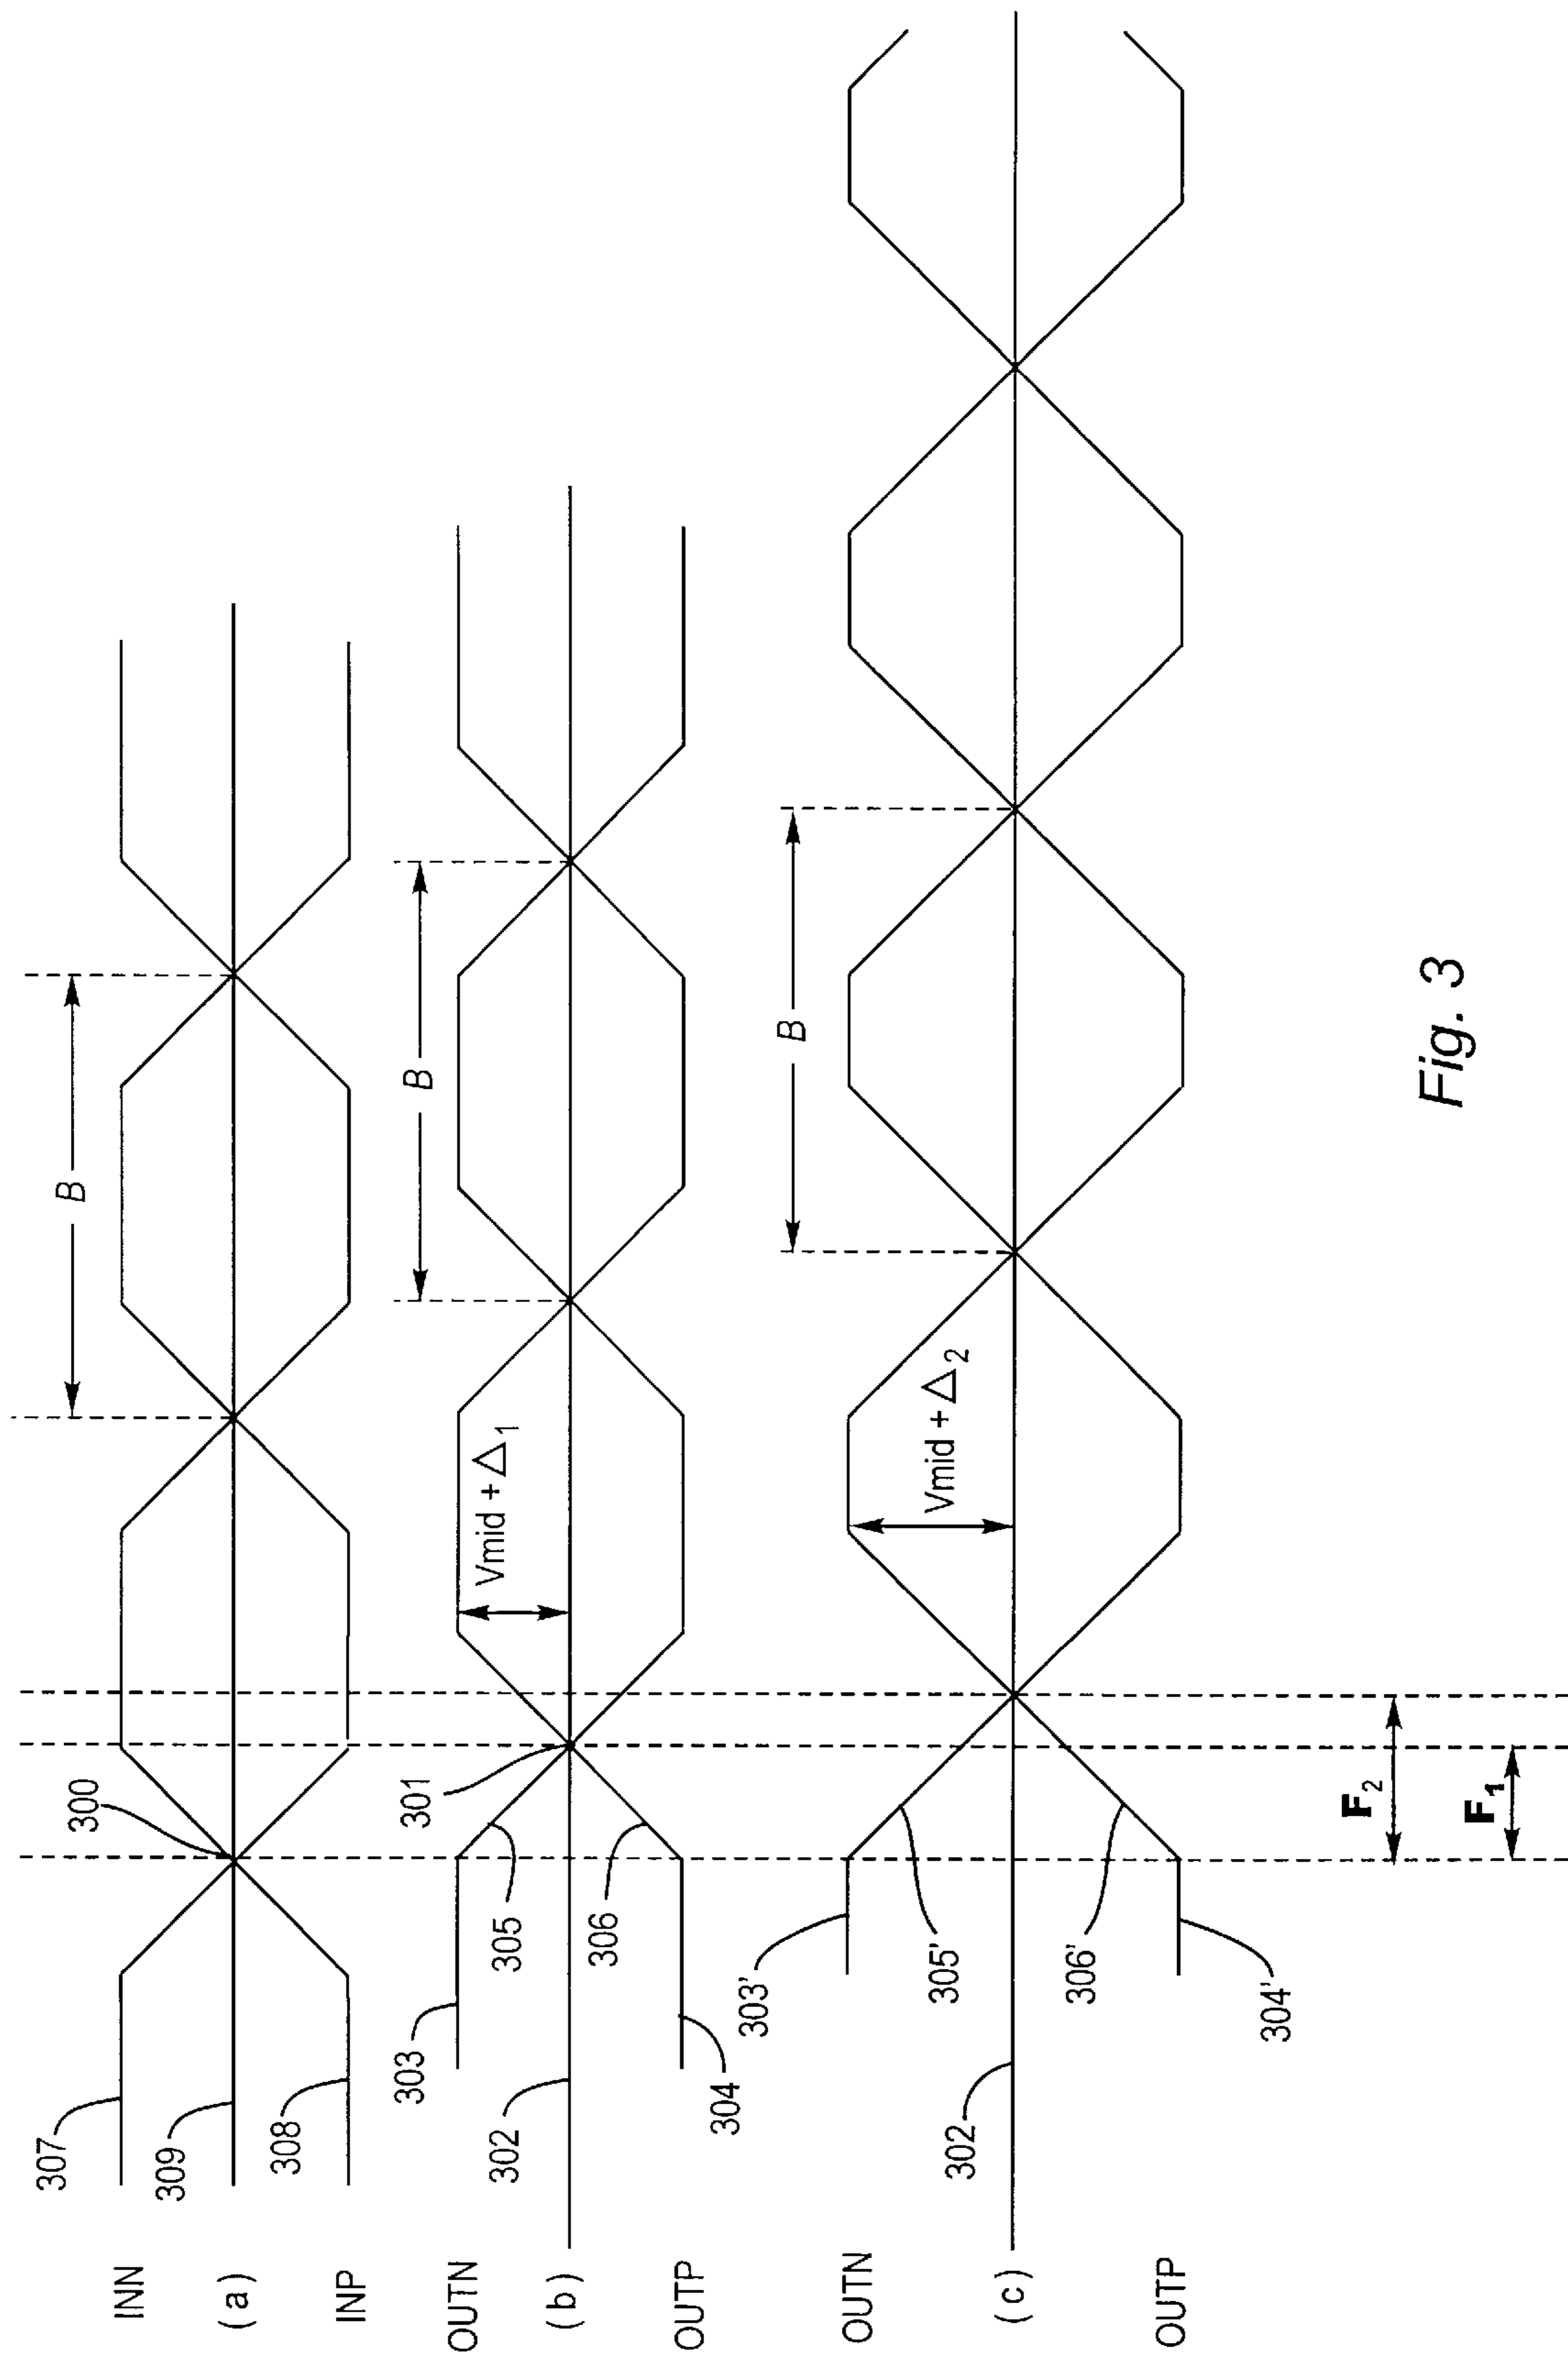 INN
307
(a)
309
INP
308
300
B
OUTN
303
305
(b)
302
301
306
OUTP
304
Vmid + Δ1
B
OUTN
303'
305'
(c)
302
306'
OUTP
304'
Vmid + Δ2
B
F2
F1
Fig. 3